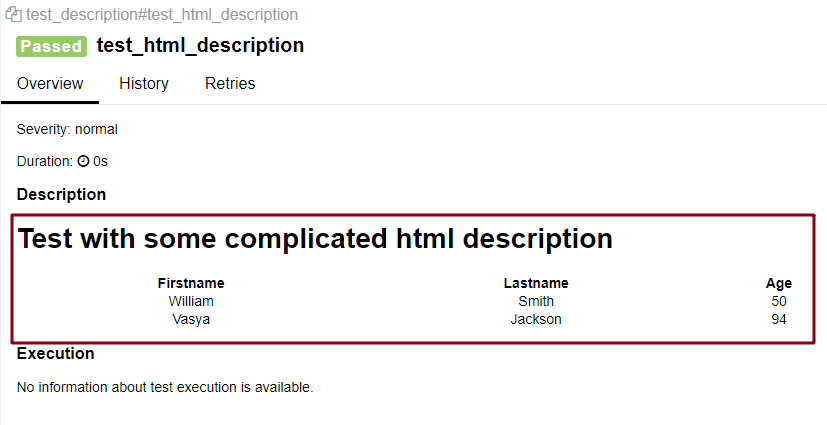 test_description#test_html_description
Passed test_html_description
Overview History Retries
Severity: normal
Duration: 0s
Description
Test with some complicated html description
Firstname Lastname Age
William Smith 50
Vasya Jackson 94
Execution
No information about test execution is available.